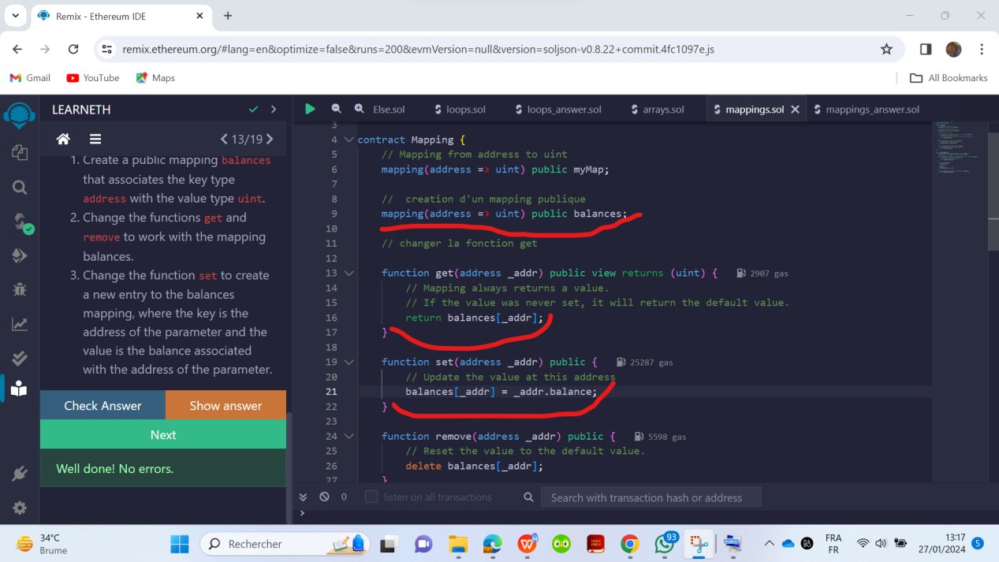 Remix - Ethereum IDE
remix.ethereum.org/#lang=en&optimize=false&runs=200&evmVersion=null&version=soljson-v0.8.22+commit.4fc1097e.js
Gmail YouTube Maps All Bookmarks
LEARNETH
13/19
1. Create a public mapping balances
that associates the key type
address with the value type uint.
2. Change the functions get and
remove to work with the mapping
balances.
3. Change the function set to create
a new entry to the balances
mapping, where the key is the
address of the parameter and the
value is the balance associated
with the address of the parameter.
Check Answer Show answer
Next
Well done! No errors.
Else.sol loops.sol loops_answer.sol arrays.sol mappings.sol mappings_answer.sol
3
4 contract Mapping {
5 // Mapping from address to uint
6 mapping(address => uint) public myMap;
7
8 //  creation d'un mapping publique
9 mapping(address => uint) public balances;
10
11 // changer la fonction get
12
13 function get(address _addr) public view returns (uint) { 2907 gas
14 // Mapping always returns a value.
15 // If the value was never set, it will return the default value.
16 return balances[_addr];
17 }
18
19 function set(address _addr) public { 25287 gas
20 // Update the value at this address
21 balances[_addr] = _addr.balance;
22 }
23
24 function remove(address _addr) public { 5598 gas
25 // Reset the value to the default value.
26 delete balances[_addr];
27 }
0 listen on all transactions Search with transaction hash or address
>
34°C
Brume
Rechercher
93
FRA
FR
13:17
27/01/2024
5